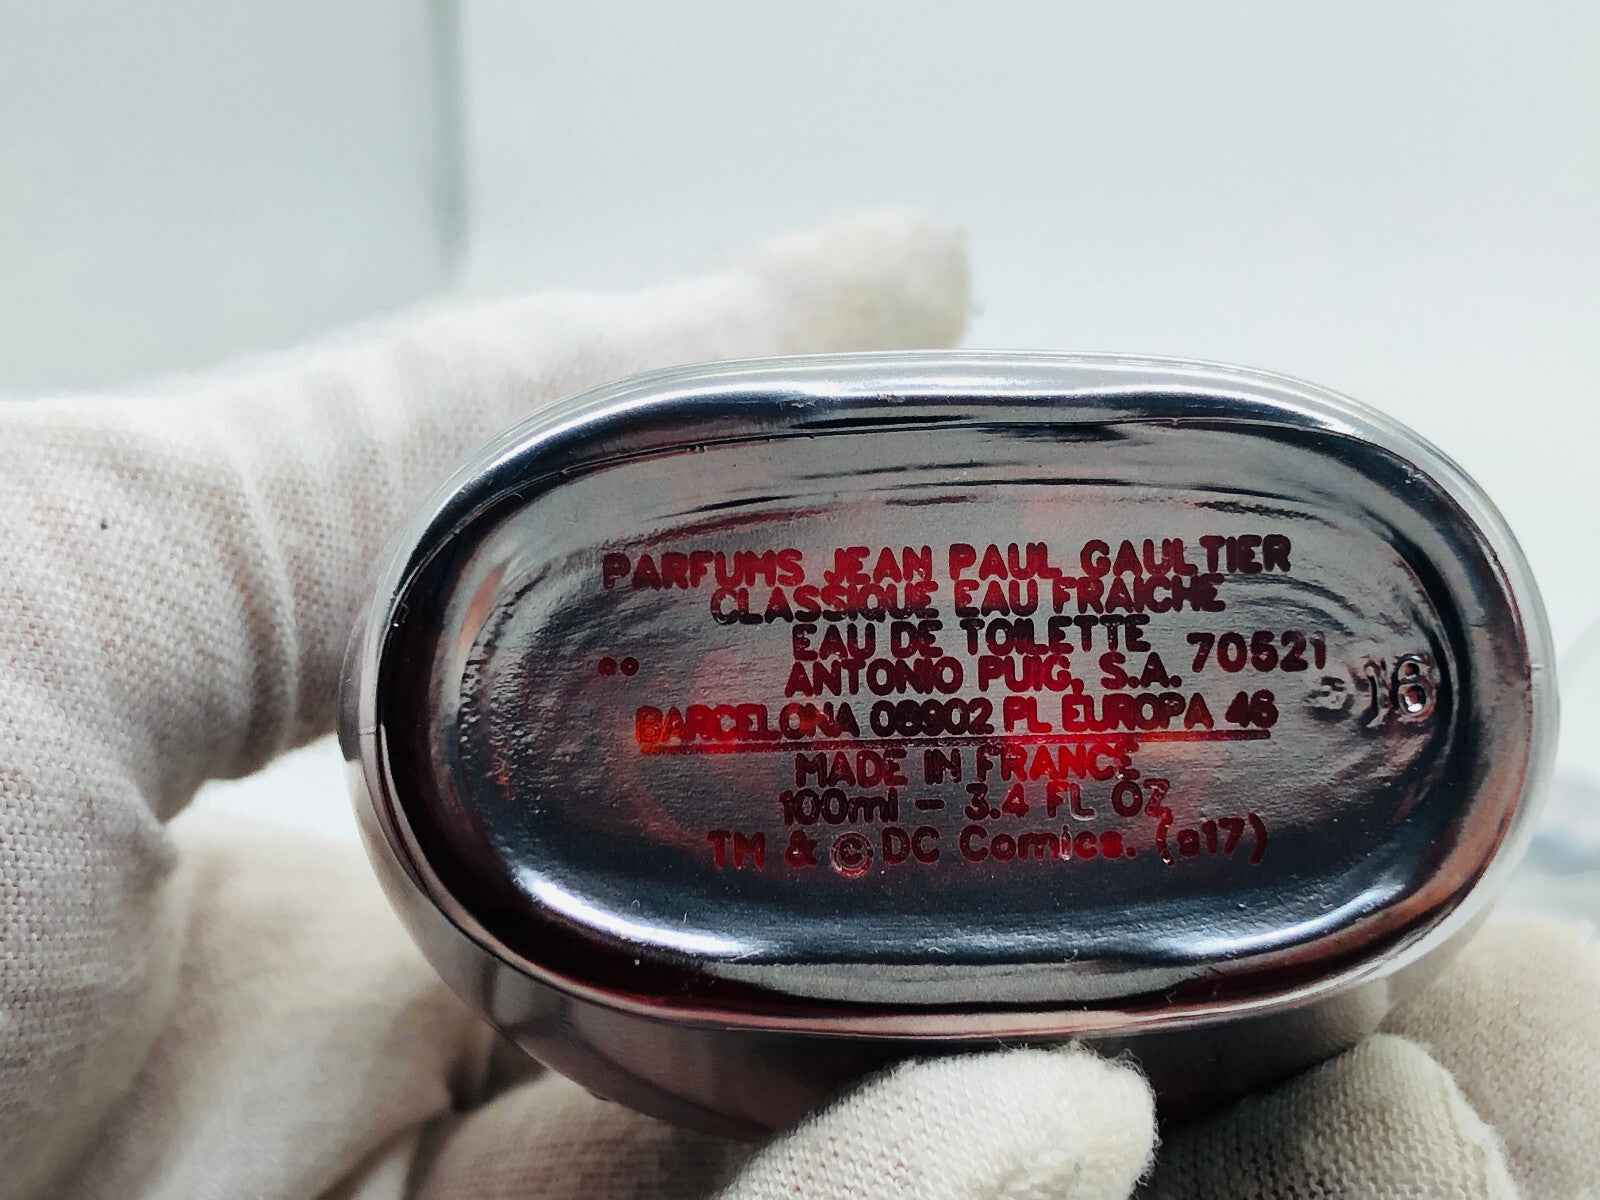 PARFUMS JEAN PAUL GAULTIER
CLASSIQUE EAU FRAICHE
EAU DE TOILETTE
70521
ANTONIO PUIG, S.A.
BARCELONA 08902 PL EUROPA 46
16
MADE IN FRANCE
100ml - 3.4 FL OZ
TM & © DC Comics. (s17)